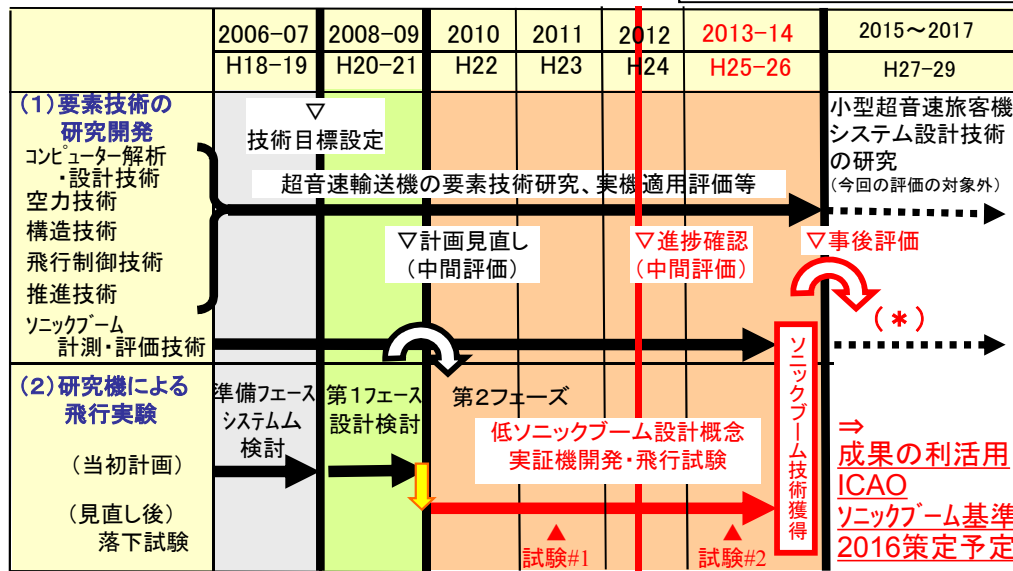 2006-07
2008-09
2010
2011
2012
2013-14
2015～2017
H18-19
H20-21
H22
H23
H24
H25-26
H27-29
(1)要素技術の
研究開発
コンピューター解析
・設計技術
空力技術
構造技術
飛行制御技術
推進技術
ソニックブーム
計測・評価技術
▽
技術目標設定
超音速輸送機の要素技術研究、実機適用評価等
▽計画見直し
(中間評価)
▽進捗確認
(中間評価)
▽事後評価
小型超音速旅客機
システム設計技術
の研究
(今回の評価の対象外)
(＊)
(2)研究機による
飛行実験
(当初計画)
(見直し後)
落下試験
準備フェース
システムム
検討
第1フェース
設計検討
第2フェーズ
低ソニックブーム設計概念
実証機開発・飛行試験
▲
試験#1
▲
試験#2
ソニックブーム技術獲得
⇒
成果の利活用
ICAO
ソニックブーム基準
2016策定予定